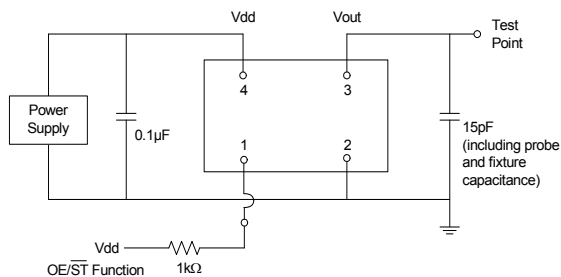 Vdd
Vout
Test
Point
4
3
Power
Supply
0.1µF
1
2
15pF
(including probe
and fixture
capacitance)
Vdd
1kΩ
OE/S̅T̅ Function